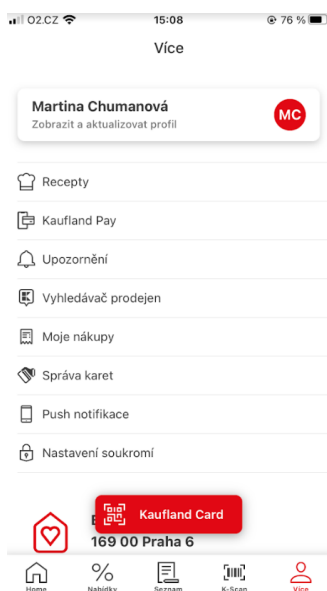 O2.CZ 15:08 76 %
Více
Martina Chumanová
Zobrazit a aktualizovat profil
MC
Recepty
Kaufland Pay
Upozornění
Vyhledávač prodejen
Moje nákupy
Správa karet
Push notifikace
Nastavení soukromí
Kaufland Card
169 00 Praha 6
Home Nabídky Seznam K-Scan Více